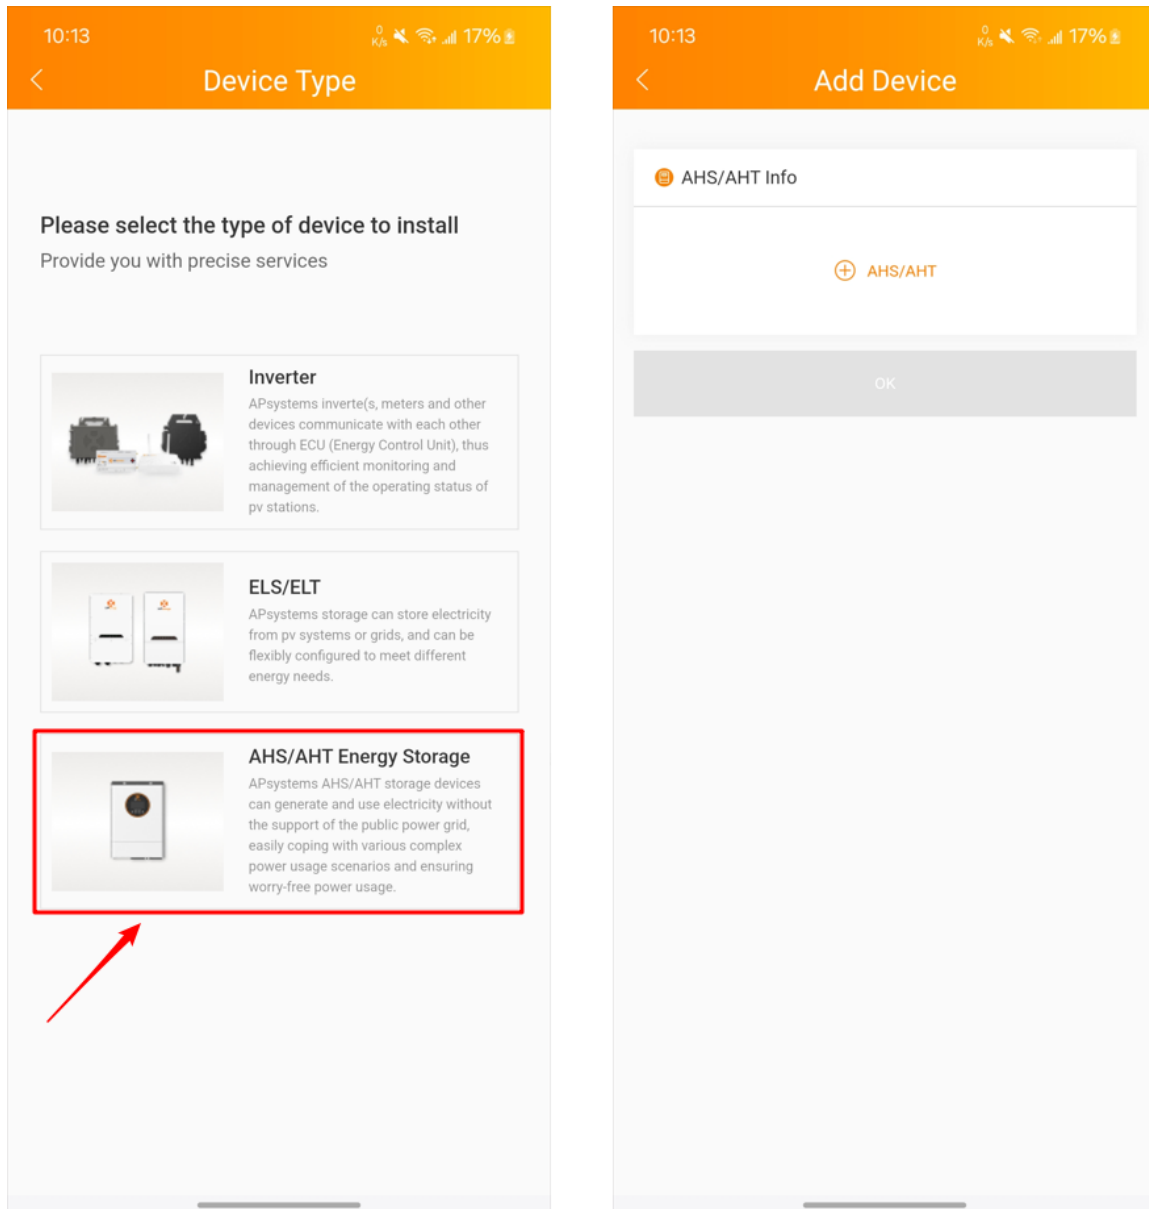 10:13
0 K/s
17%
Device Type
Please select the type of device to install
Provide you with precise services
Inverter
APsystems inverte(s, meters and other
devices communicate with each other
through ECU (Energy Control Unit), thus
achieving efficient monitoring and
management of the operating status of
pv stations.
ELS/ELT
APsystems storage can store electricity
from pv systems or grids, and can be
flexibly configured to meet different
energy needs.
AHS/AHT Energy Storage
APsystems AHS/AHT storage devices
can generate and use electricity without
the support of the public power grid,
easily coping with various complex
power usage scenarios and ensuring
worry-free power usage.
10:13
0 K/s
17%
Add Device
AHS/AHT Info
AHS/AHT
OK